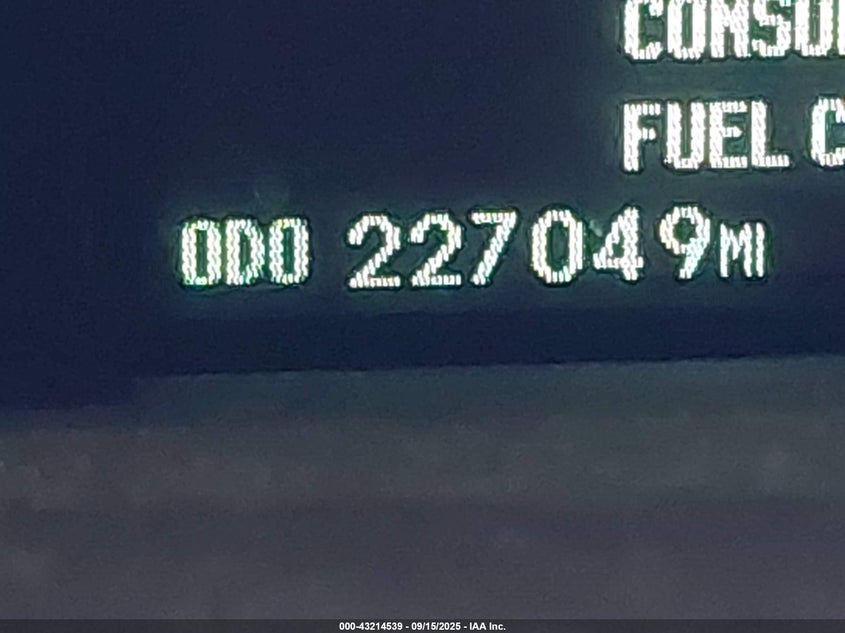 FUEL
ODO 227049MI
000-43214539 - 09/15/2025 - IAA Inc.